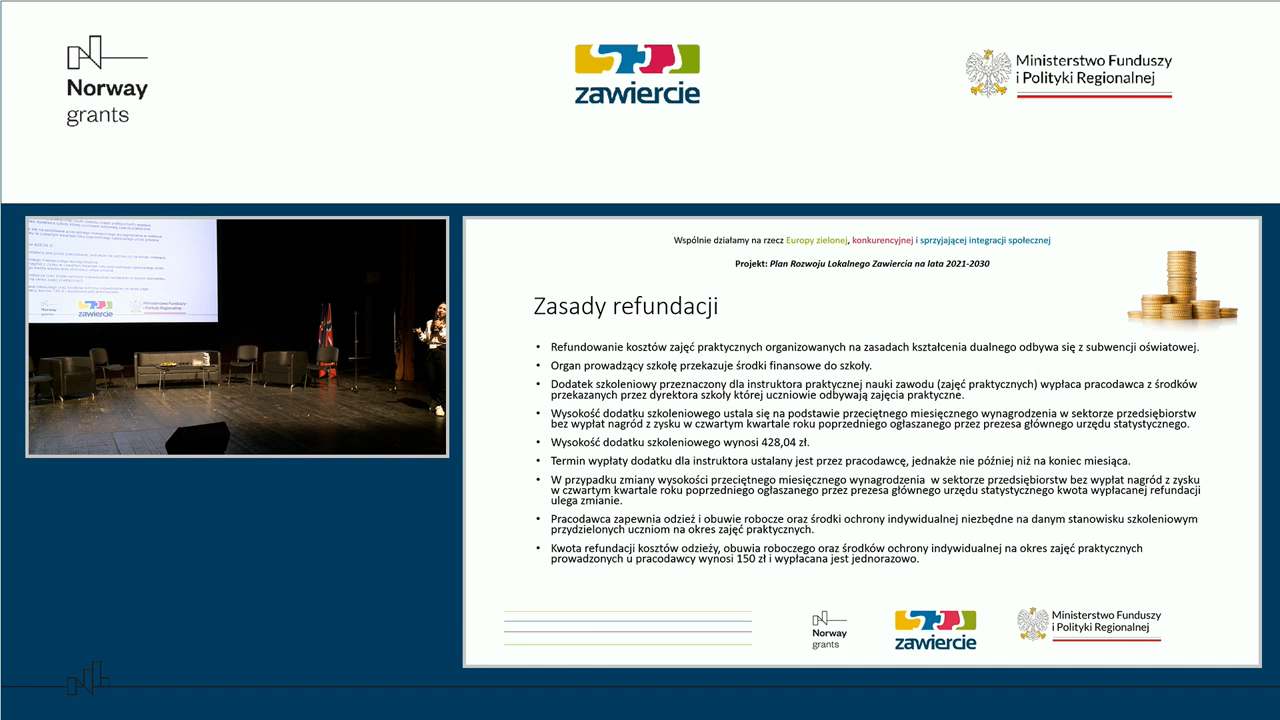 Norway
grants
zawiercie
Ministerstwo Funduszy
i Polityki Regionalnej
zawiercie
Wspólnie działamy na rzecz Europy zielonej, konkurencyjnej i sprzyjającej integracji społecznej
Projekt: Plan Rozwoju Lokalnego Zawiercia na lata 2021-2030
Zasady refundacji
• Refundowanie kosztów zajęć praktycznych organizowanych na zasadach kształcenia dualnego odbywa się z subwencji oświatowej.
• Organ prowadzący szkołę przekazuje środki finansowe do szkoły.
• Dodatek szkoleniowy przeznaczony dla instruktora praktycznej nauki zawodu (zajęć praktycznych) wypłaca pracodawca z środków
przekazanych przez dyrektora szkoły której uczniowie odbywają zajęcia praktyczne.
• Wysokość dodatku szkoleniowego ustala się na podstawie przeciętnego miesięcznego wynagrodzenia w sektorze przedsiębiorstw
bez wypłat nagród z zysku w czwartym kwartale roku poprzedniego ogłaszanego przez prezesa głównego urzędu statystycznego.
• Wysokość dodatku szkoleniowego wynosi 428,04 zł.
• Termin wypłaty dodatku dla instruktora ustalany jest przez pracodawcę, jednakże nie później niż na koniec miesiąca.
• W przypadku zmiany wysokości przeciętnego miesięcznego wynagrodzenia w sektorze przedsiębiorstw bez wypłat nagród z zysku
w czwartym kwartale roku poprzedniego ogłaszanego przez prezesa głównego urzędu statystycznego kwota wypłacanej refundacji
ulega zmianie.
• Pracodawca zapewnia odzież i obuwie robocze oraz środki ochrony indywidualnej niezbędne na danym stanowisku szkoleniowym
przydzielonych uczniom na okres zajęć praktycznych.
• Kwota refundacji kosztów odzieży, obuwia roboczego oraz środków ochrony indywidualnej na okres zajęć praktycznych
prowadzonych u pracodawcy wynosi 150 zł i wypłacana jest jednorazowo.
Norway
grants
zawiercie
Ministerstwo Funduszy
i Polityki Regionalnej